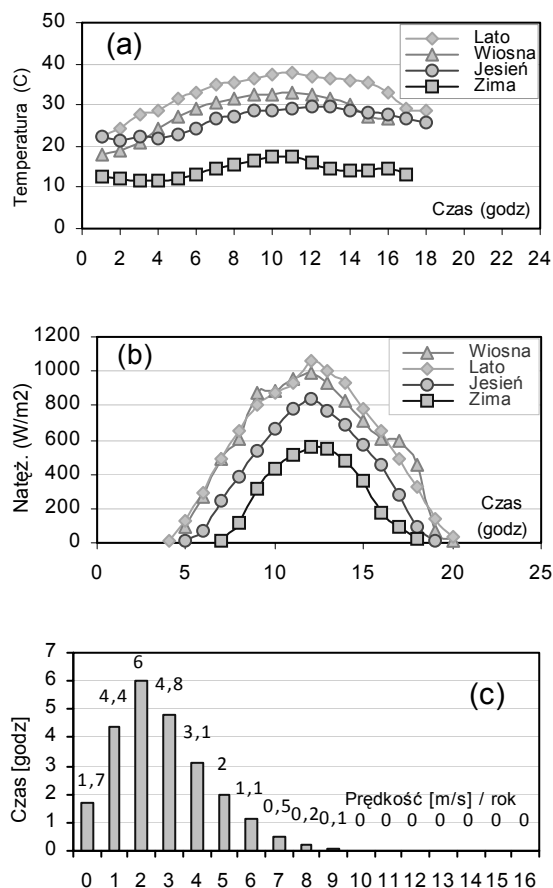 (a)
Lato
Wiosna
Jesień
Zima
Temperatura (C)
50
40
30
20
10
0
Czas (godz)
0 2 4 6 8 10 12 14 16 18 20 22 24
(b)
Wiosna
Lato
Jesień
Zima
Natęż. (W/m2)
1200
1000
800
600
400
200
0
Czas
(godz)
0 5 10 15 20 25
(c)
Czas [godz]
7
6
5
4
3
2
1
0
1,7 4,4 6 4,8 3,1 2 1,1 0,5 0,2 0,1 0 0 0 0 0 0 0
Prędkość [m/s] / rok
0 1 2 3 4 5 6 7 8 9 10 11 12 13 14 15 16